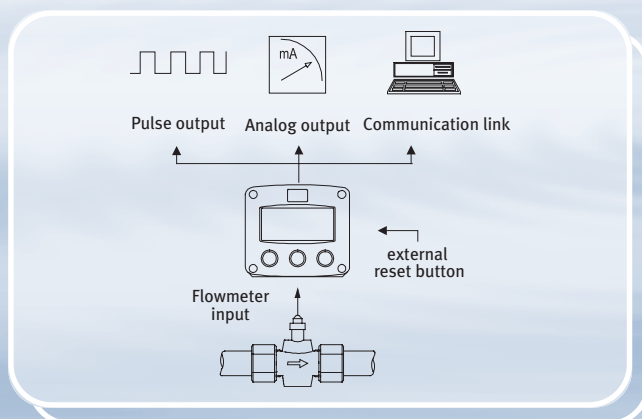 mA
Pulse output
Analog output
Communication link
external
reset button
Flowmeter
input